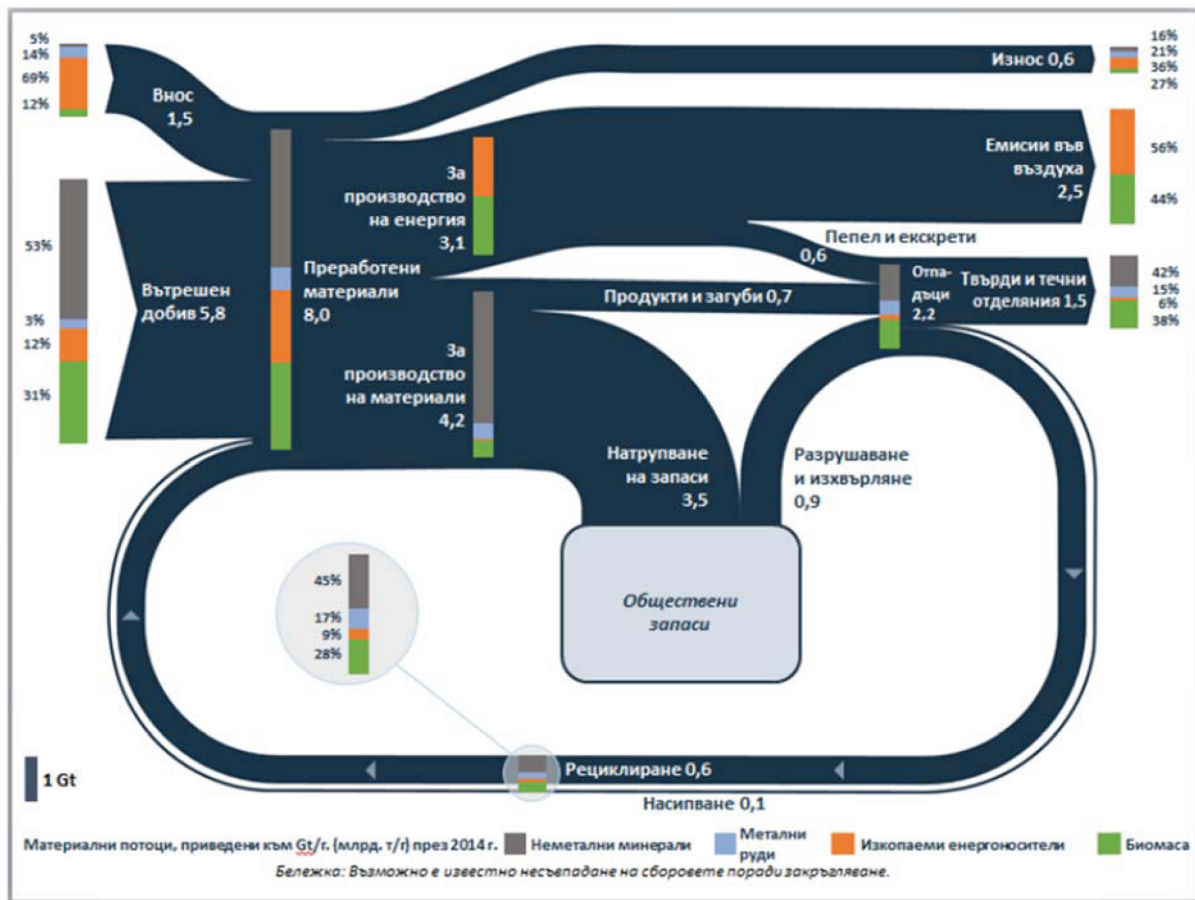 5%
14%
69%
12%
Внос
1,5
Износ 0,6
16%
21%
36%
27%
53%
3%
12%
31%
Вътрешен
добив 5,8
Преработени
материали
8,0
За
производство
на енергия
3,1
Емисии във
въздуха
2,5
56%
44%
Пепел и екскрети
0,6
Продукти и загуби 0,7
Отпа-
дъци
2,2
Твърди и течни
отделяния 1,5
42%
15%
6%
38%
За
производство
на материали
4,2
Натрупване
на запаси
3,5
Разрушаване
и изхвърляне
0,9
Обществени
запаси
45%
17%
9%
28%
1 Gt
Рециклиране 0,6
Насипване 0,1
Материални потоци, приведени към Gt/г. (млрд. т/г) през 2014 г.
Неметални минерали
Метални
руди
Изкопаеми енергоносители
Биомаса
Бележка: Възможно е известно несъвпадане на сборовете поради закръгляване.